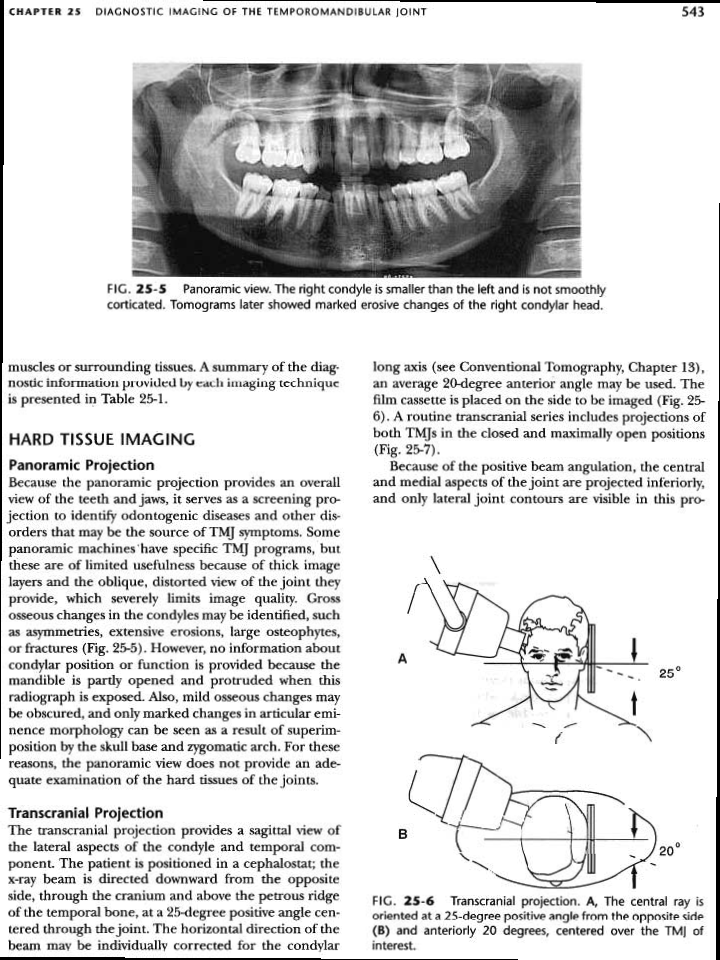 CHAPTER 25 DIAGNOSTIC IMAGING OF THE TEMPOROMANDIBULAR JOINT 543
FIG. 25-5 Panoramic view. The right condyle is smaller than the left and is not smoothly
corticated. Tomograms later showed marked erosive changes of the right condylar head.
muscles or surrounding tissues. A summary of the diag-
nostic information provided by each imaging technique
is presented in Table 25-1.
HARD TISSUE IMAGING
Panoramic Projection
Because the panoramic projection provides an overall
view of the teeth and jaws, it serves as a screening pro-
jection to identify odontogenic diseases and other dis-
orders that may be the source of TMJ symptoms. Some
panoramic machines have specific TMJ programs, but
these are of limited usefulness because of thick image
layers and the oblique, distorted view of the joint they
provide, which severely limits image quality. Gross
osseous changes in the condyles may be identified, such
as asymmetries, extensive erosions, large osteophytes,
or fractures (Fig. 25-5). However, no information about
condylar position or function is provided because the
mandible is partly opened and protruded when this
radiograph is exposed. Also, mild osseous changes may
be obscured, and only marked changes in articular emi-
nence morphology can be seen as a result of superim-
position by the skull base and zygomatic arch. For these
reasons, the panoramic view does not provide an ade-
quate examination of the hard tissues of the joints.
Transcranial Projection
The transcranial projection provides a sagittal view of
the lateral aspects of the condyle and temporal com-
ponent. The patient is positioned in a cephalostat; the
x-ray beam is directed downward from the opposite
side, through the cranium and above the petrous ridge
of the temporal bone, at a 25-degree positive angle cen-
tered through the joint. The horizontal direction of the
beam may be individually corrected for the condylar
long axis (see Conventional Tomography, Chapter 13),
an average 20-degree anterior angle may be used. The
film cassette is placed on the side to be imaged (Fig. 25-
6). A routine transcranial series includes projections of
both TMJs in the closed and maximally open positions
(Fig. 25-7).
Because of the positive beam angulation, the central
and medial aspects of the joint are projected inferiorly,
and only lateral joint contours are visible in this pro-
A
25°
B
20°
FIG. 25-6 Transcranial projection. A, The central ray is
oriented at a 25-degree positive angle from the opposite side
(B) and anteriorly 20 degrees, centered over the TMJ of
interest.